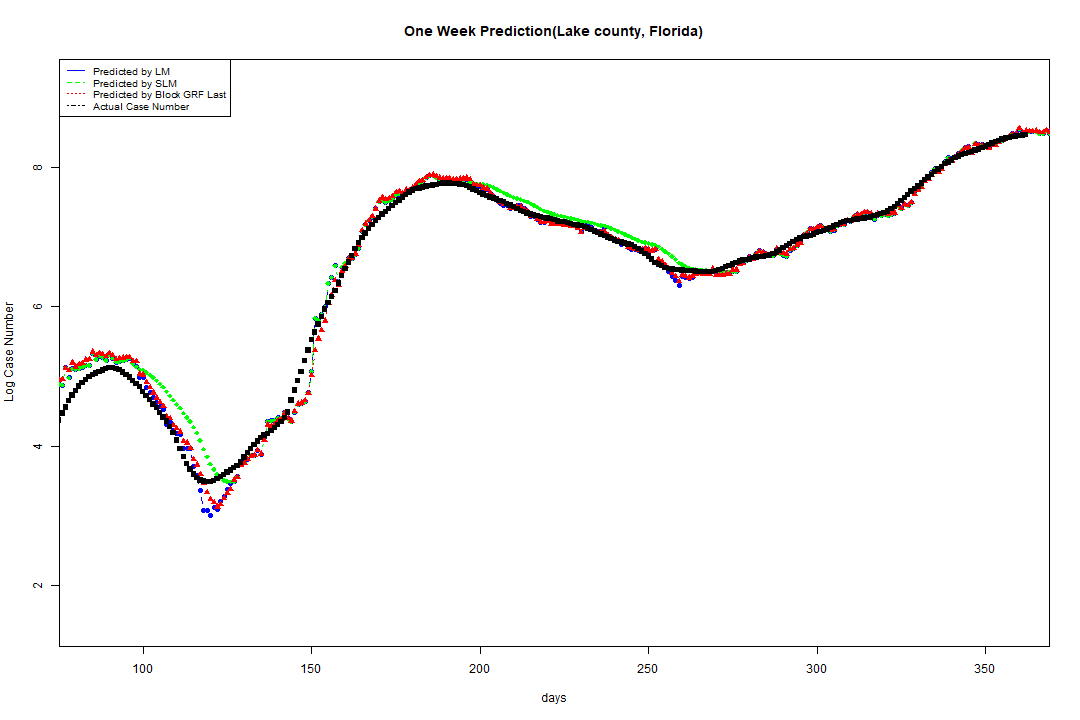 One Week Prediction(Lake county, Florida)
Predicted by LM
Predicted by SLM
Predicted by Block GRF Last
Actual Case Number
8
6
4
2
Log Case Number
100 150 200 250 300 350
days